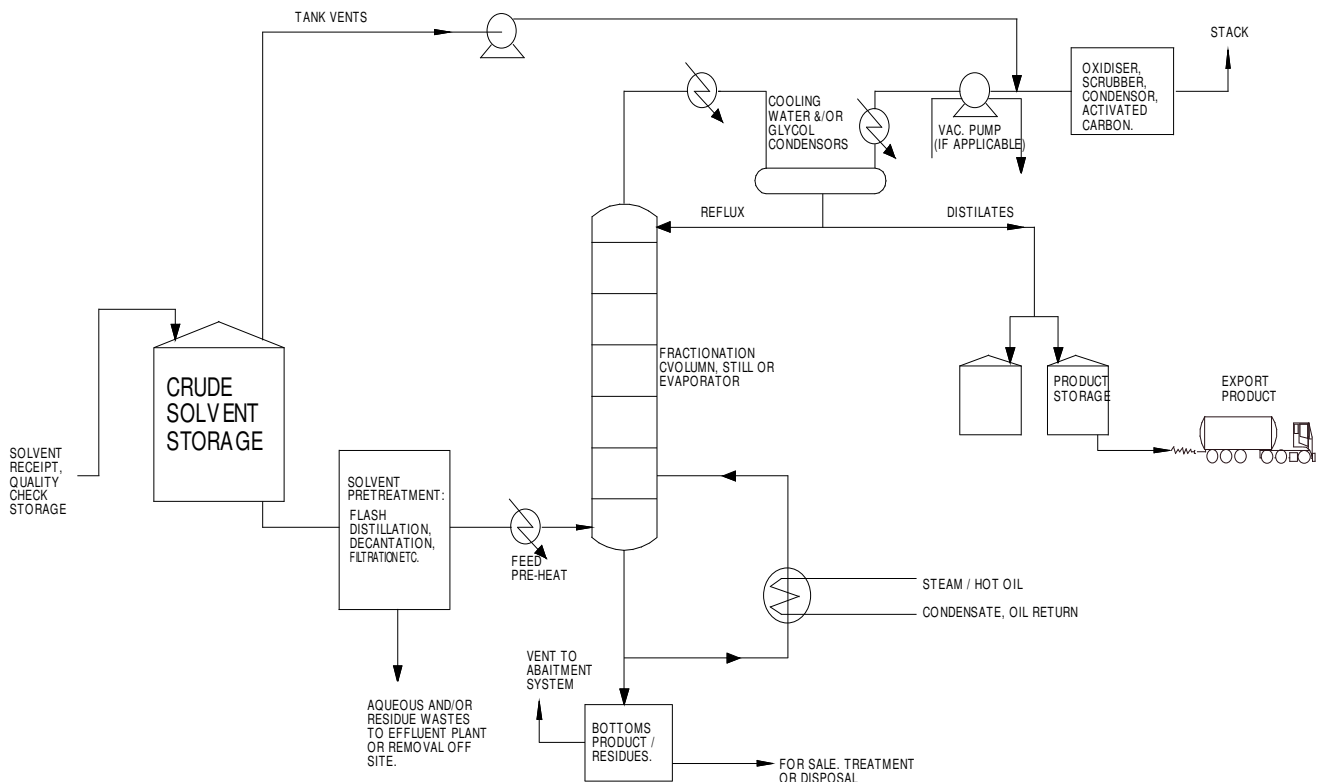 TANK VENTS
STACK
OXIDISER,
SCRUBBER,
CONDENSOR,
ACTIVATED
CARBON.
COOLING
WATER &/OR
GLYCOL
CONDENSORS
VAC. PUMP
(IF APPLICABLE)
REFLUX
DISTILATES
CRUDE
SOLVENT
STORAGE
FRACTIONATION
CVOLUMN, STILL OR
EVAPORATOR
PRODUCT
STORAGE
EXPORT
PRODUCT
SOLVENT
RECEIPT,
QUALITY
CHECK
STORAGE
SOLVENT
PRETREATMENT:
FLASH
DISTILLATION,
DECANTATION,
FILTRATION ETC.
FEED
PRE-HEAT
STEAM / HOT OIL
CONDENSATE, OIL RETURN
VENT TO
ABAITMENT
SYSTEM
AQUEOUS AND/OR
RESIDUE WASTES
TO EFFLUENT PLANT
OR REMOVAL OFF
SITE.
BOTTOMS
PRODUCT /
RESIDUES.
FOR SALE. TREATMENT
OR DISPOSAL